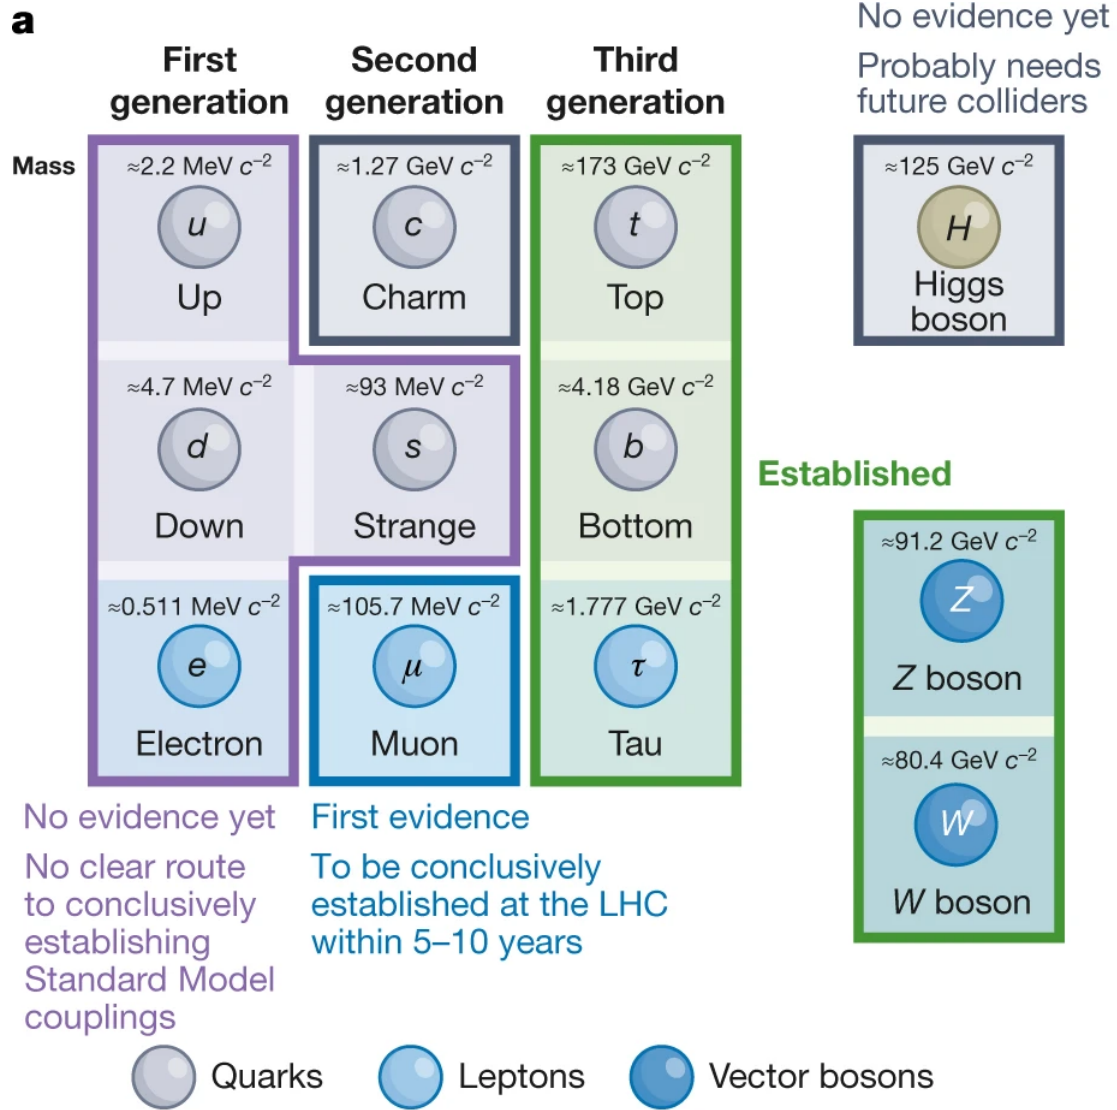 a
No evidence yet
Probably needs
future colliders
First
generation
Second
generation
Third
generation
Mass
≈2.2 MeV c⁻²
u
Up
≈1.27 GeV c⁻²
c
Charm
≈173 GeV c⁻²
t
Top
≈125 GeV c⁻²
H
Higgs
boson
≈4.7 MeV c⁻²
d
Down
≈93 MeV c⁻²
s
Strange
≈4.18 GeV c⁻²
b
Bottom
Established
≈0.511 MeV c⁻²
e
Electron
≈105.7 MeV c⁻²
μ
Muon
≈1.777 GeV c⁻²
τ
Tau
≈91.2 GeV c⁻²
Z
Z boson
≈80.4 GeV c⁻²
W
W boson
No evidence yet
No clear route
to conclusively
establishing
Standard Model
couplings
First evidence
To be conclusively
established at the LHC
within 5–10 years
Quarks
Leptons
Vector bosons